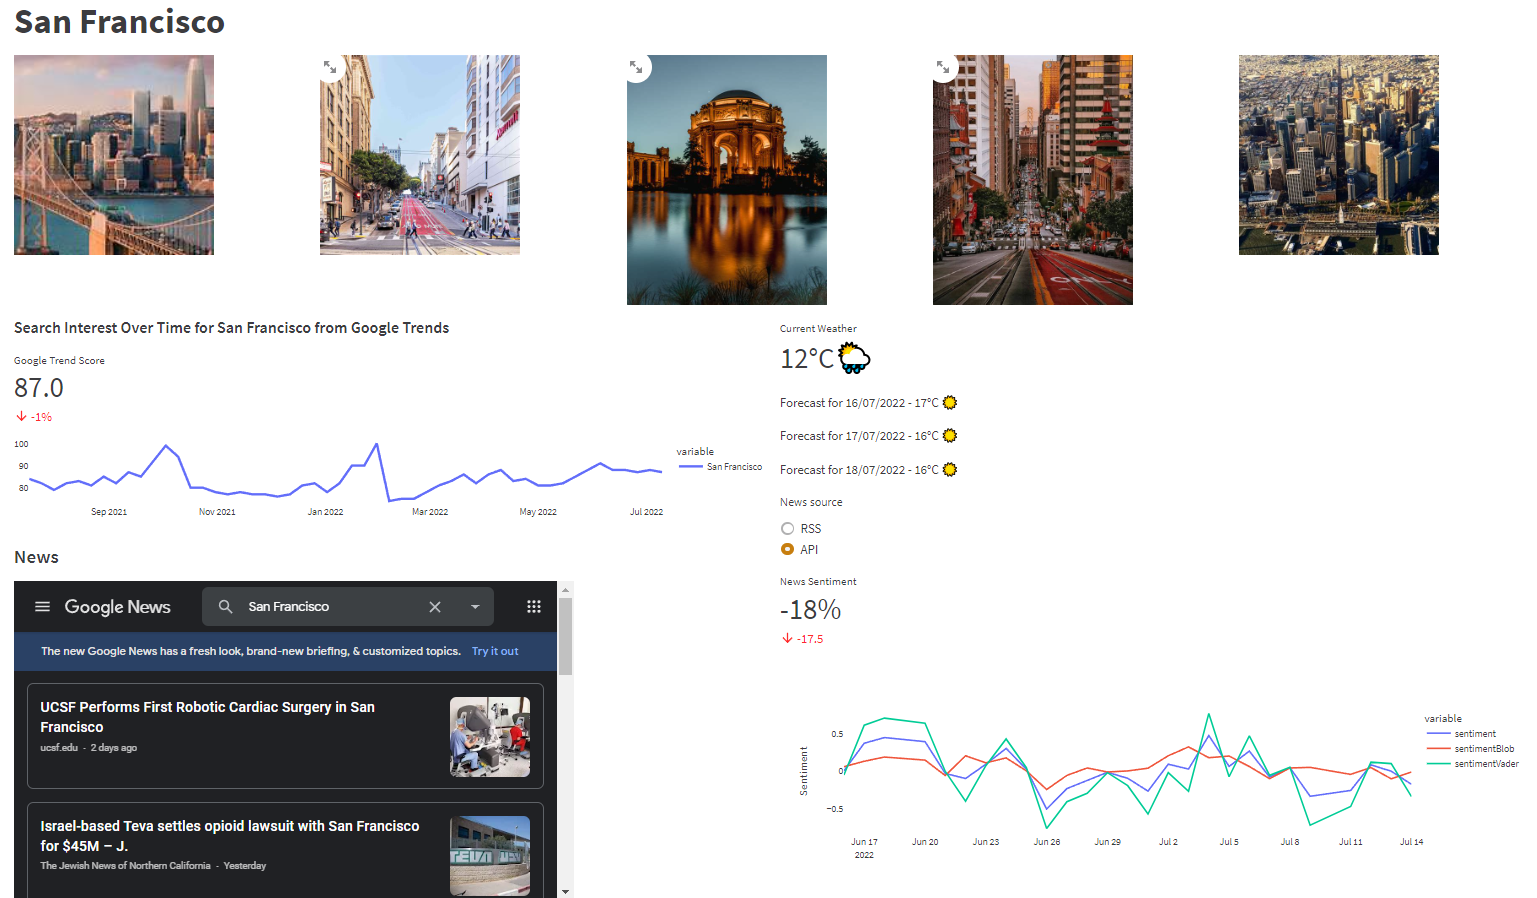 San Francisco
Search Interest Over Time for San Francisco from Google Trends
Google Trend Score
87.0
-1%
100
90
80
Sep 2021
Nov 2021
Jan 2022
Mar 2022
May 2022
Jul 2022
variable
San Francisco
Current Weather
12°C
Forecast for 16/07/2022 - 17°C
Forecast for 17/07/2022 - 16°C
Forecast for 18/07/2022 - 16°C
News source
RSS
API
News Sentiment
-18%
-17.5
News
Google News
San Francisco
The new Google News has a fresh look, brand-new briefing, & customized topics. Try it out
UCSF Performs First Robotic Cardiac Surgery in San
Francisco
ucsf.edu - 2 days ago
Israel-based Teva settles opioid lawsuit with San Francisco
for $45M – J.
The Jewish News of Northern California - Yesterday
Sentiment
0.5
0
−0.5
Jun 17
2022
Jun 20
Jun 23
Jun 26
Jun 29
Jul 2
Jul 5
Jul 8
Jul 11
Jul 14
variable
sentiment
sentimentBlob
sentimentVader